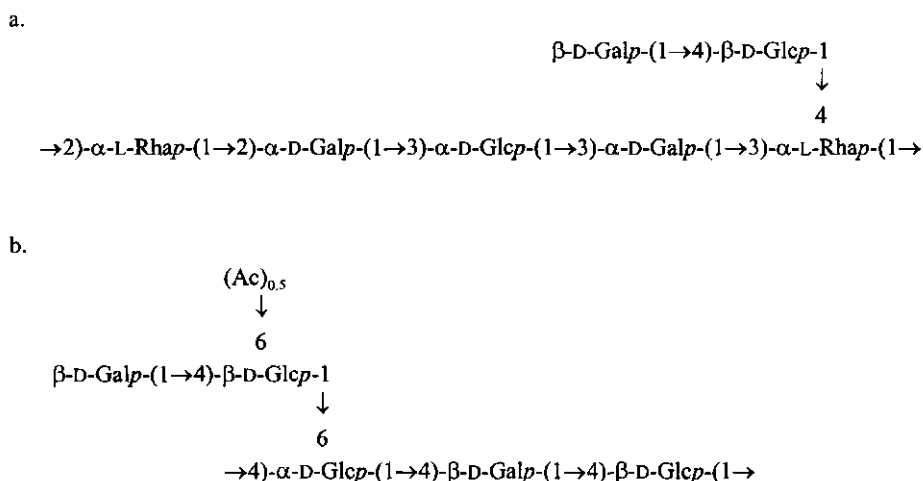 a.
β-D-Galp-(1→4)-β-D-Glcp-1
↓
4
→2)-α-L-Rhap-(1→2)-α-D-Galp-(1→3)-α-D-Glcp-(1→3)-α-D-Galp-(1→3)-α-L-Rhap-(1→
b.
(Ac)0.5
↓
6
β-D-Galp-(1→4)-β-D-Glcp-1
↓
6
→4)-α-D-Glcp-(1→4)-β-D-Galp-(1→4)-β-D-Glcp-(1→